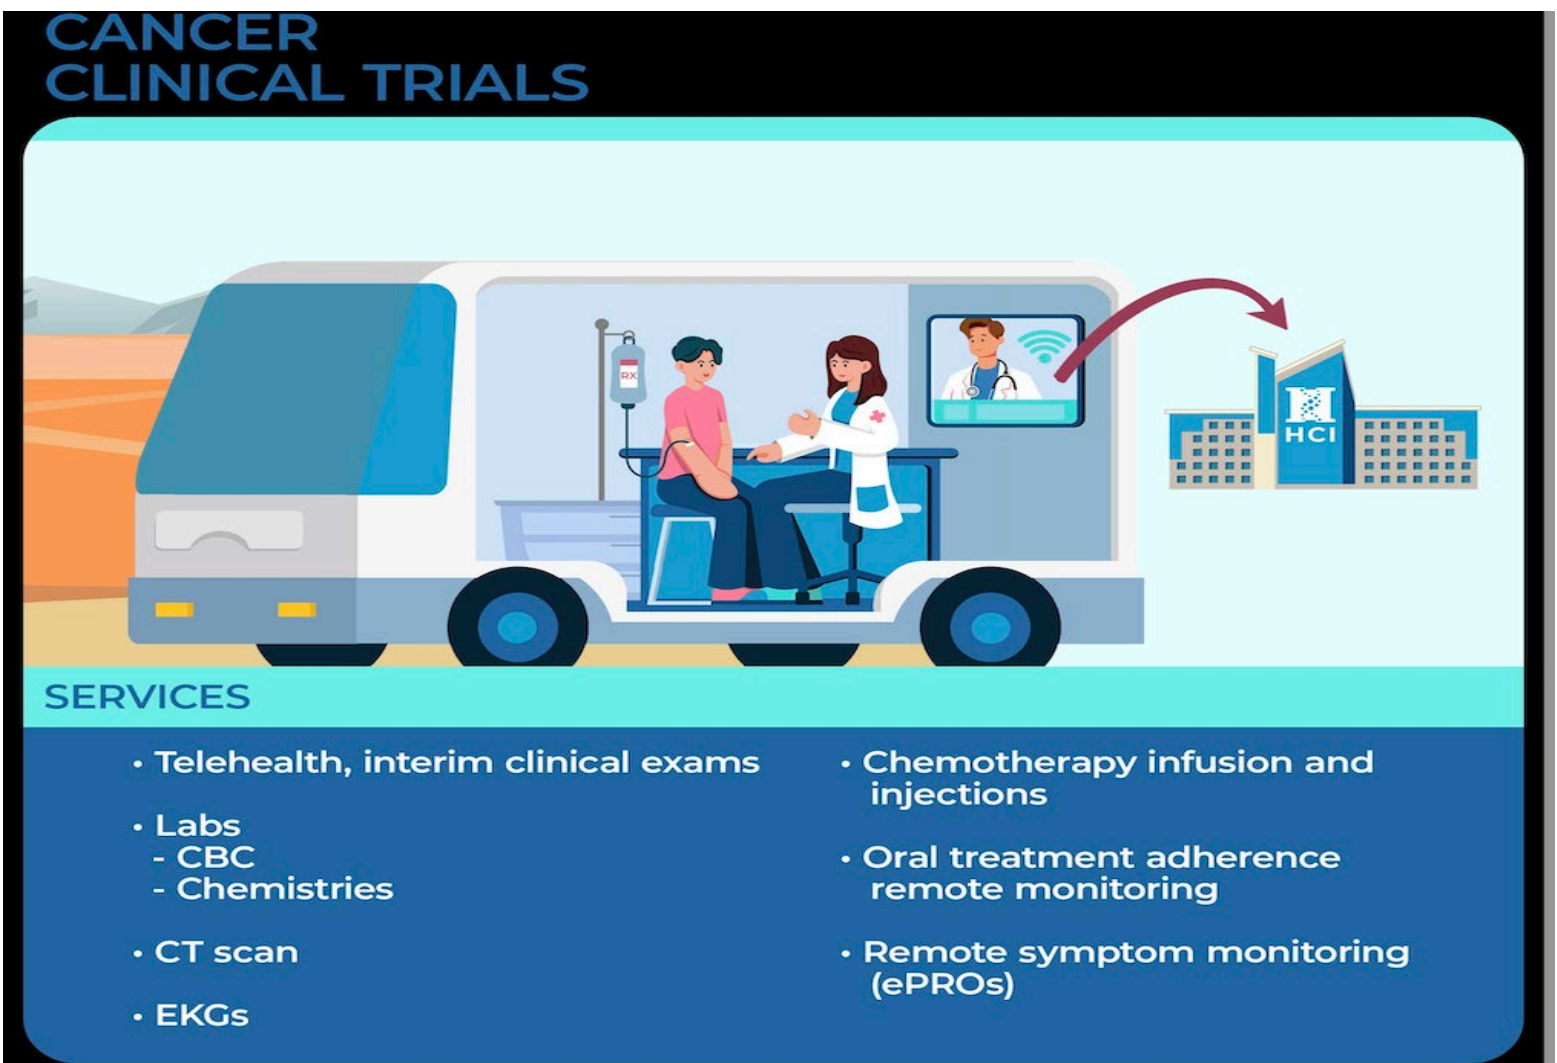 CANCER
CLINICAL TRIALS
RX
HCI
SERVICES
• Telehealth, interim clinical exams
• Labs
- CBC
- Chemistries
• CT scan
• EKGs
• Chemotherapy infusion and
injections
• Oral treatment adherence
remote monitoring
• Remote symptom monitoring
(ePROs)